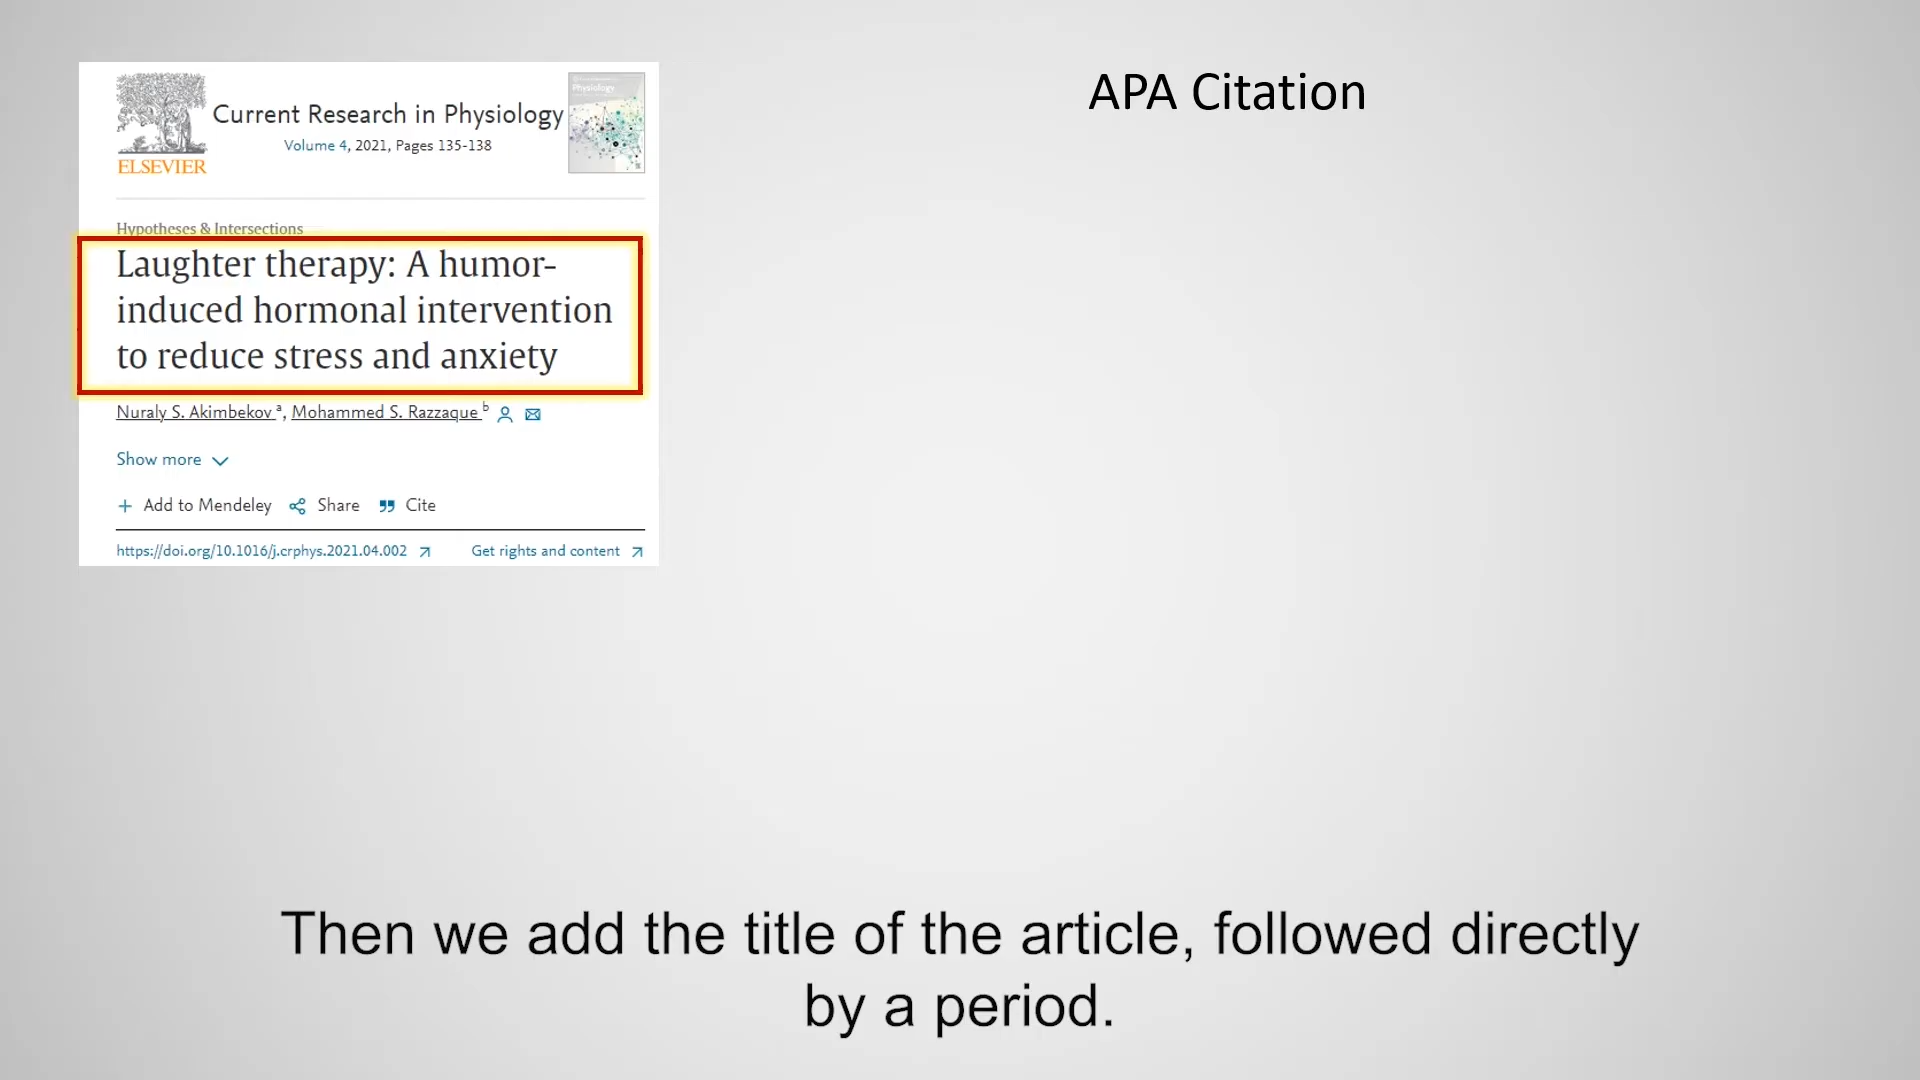 APA Citation
ELSEVIER
Current Research in Physiology
Volume 4, 2021, Pages 135-138
Physiology
Hypotheses & Intersections
Laughter therapy: A humor-
induced hormonal intervention
to reduce stress and anxiety
Nuraly S. Akimbekov a, Mohammed S. Razzaque b
Show more
+ Add to Mendeley Share Cite
https://doi.org/10.1016/j.crphys.2021.04.002 Get rights and content
Then we add the title of the article, followed directly
by a period.